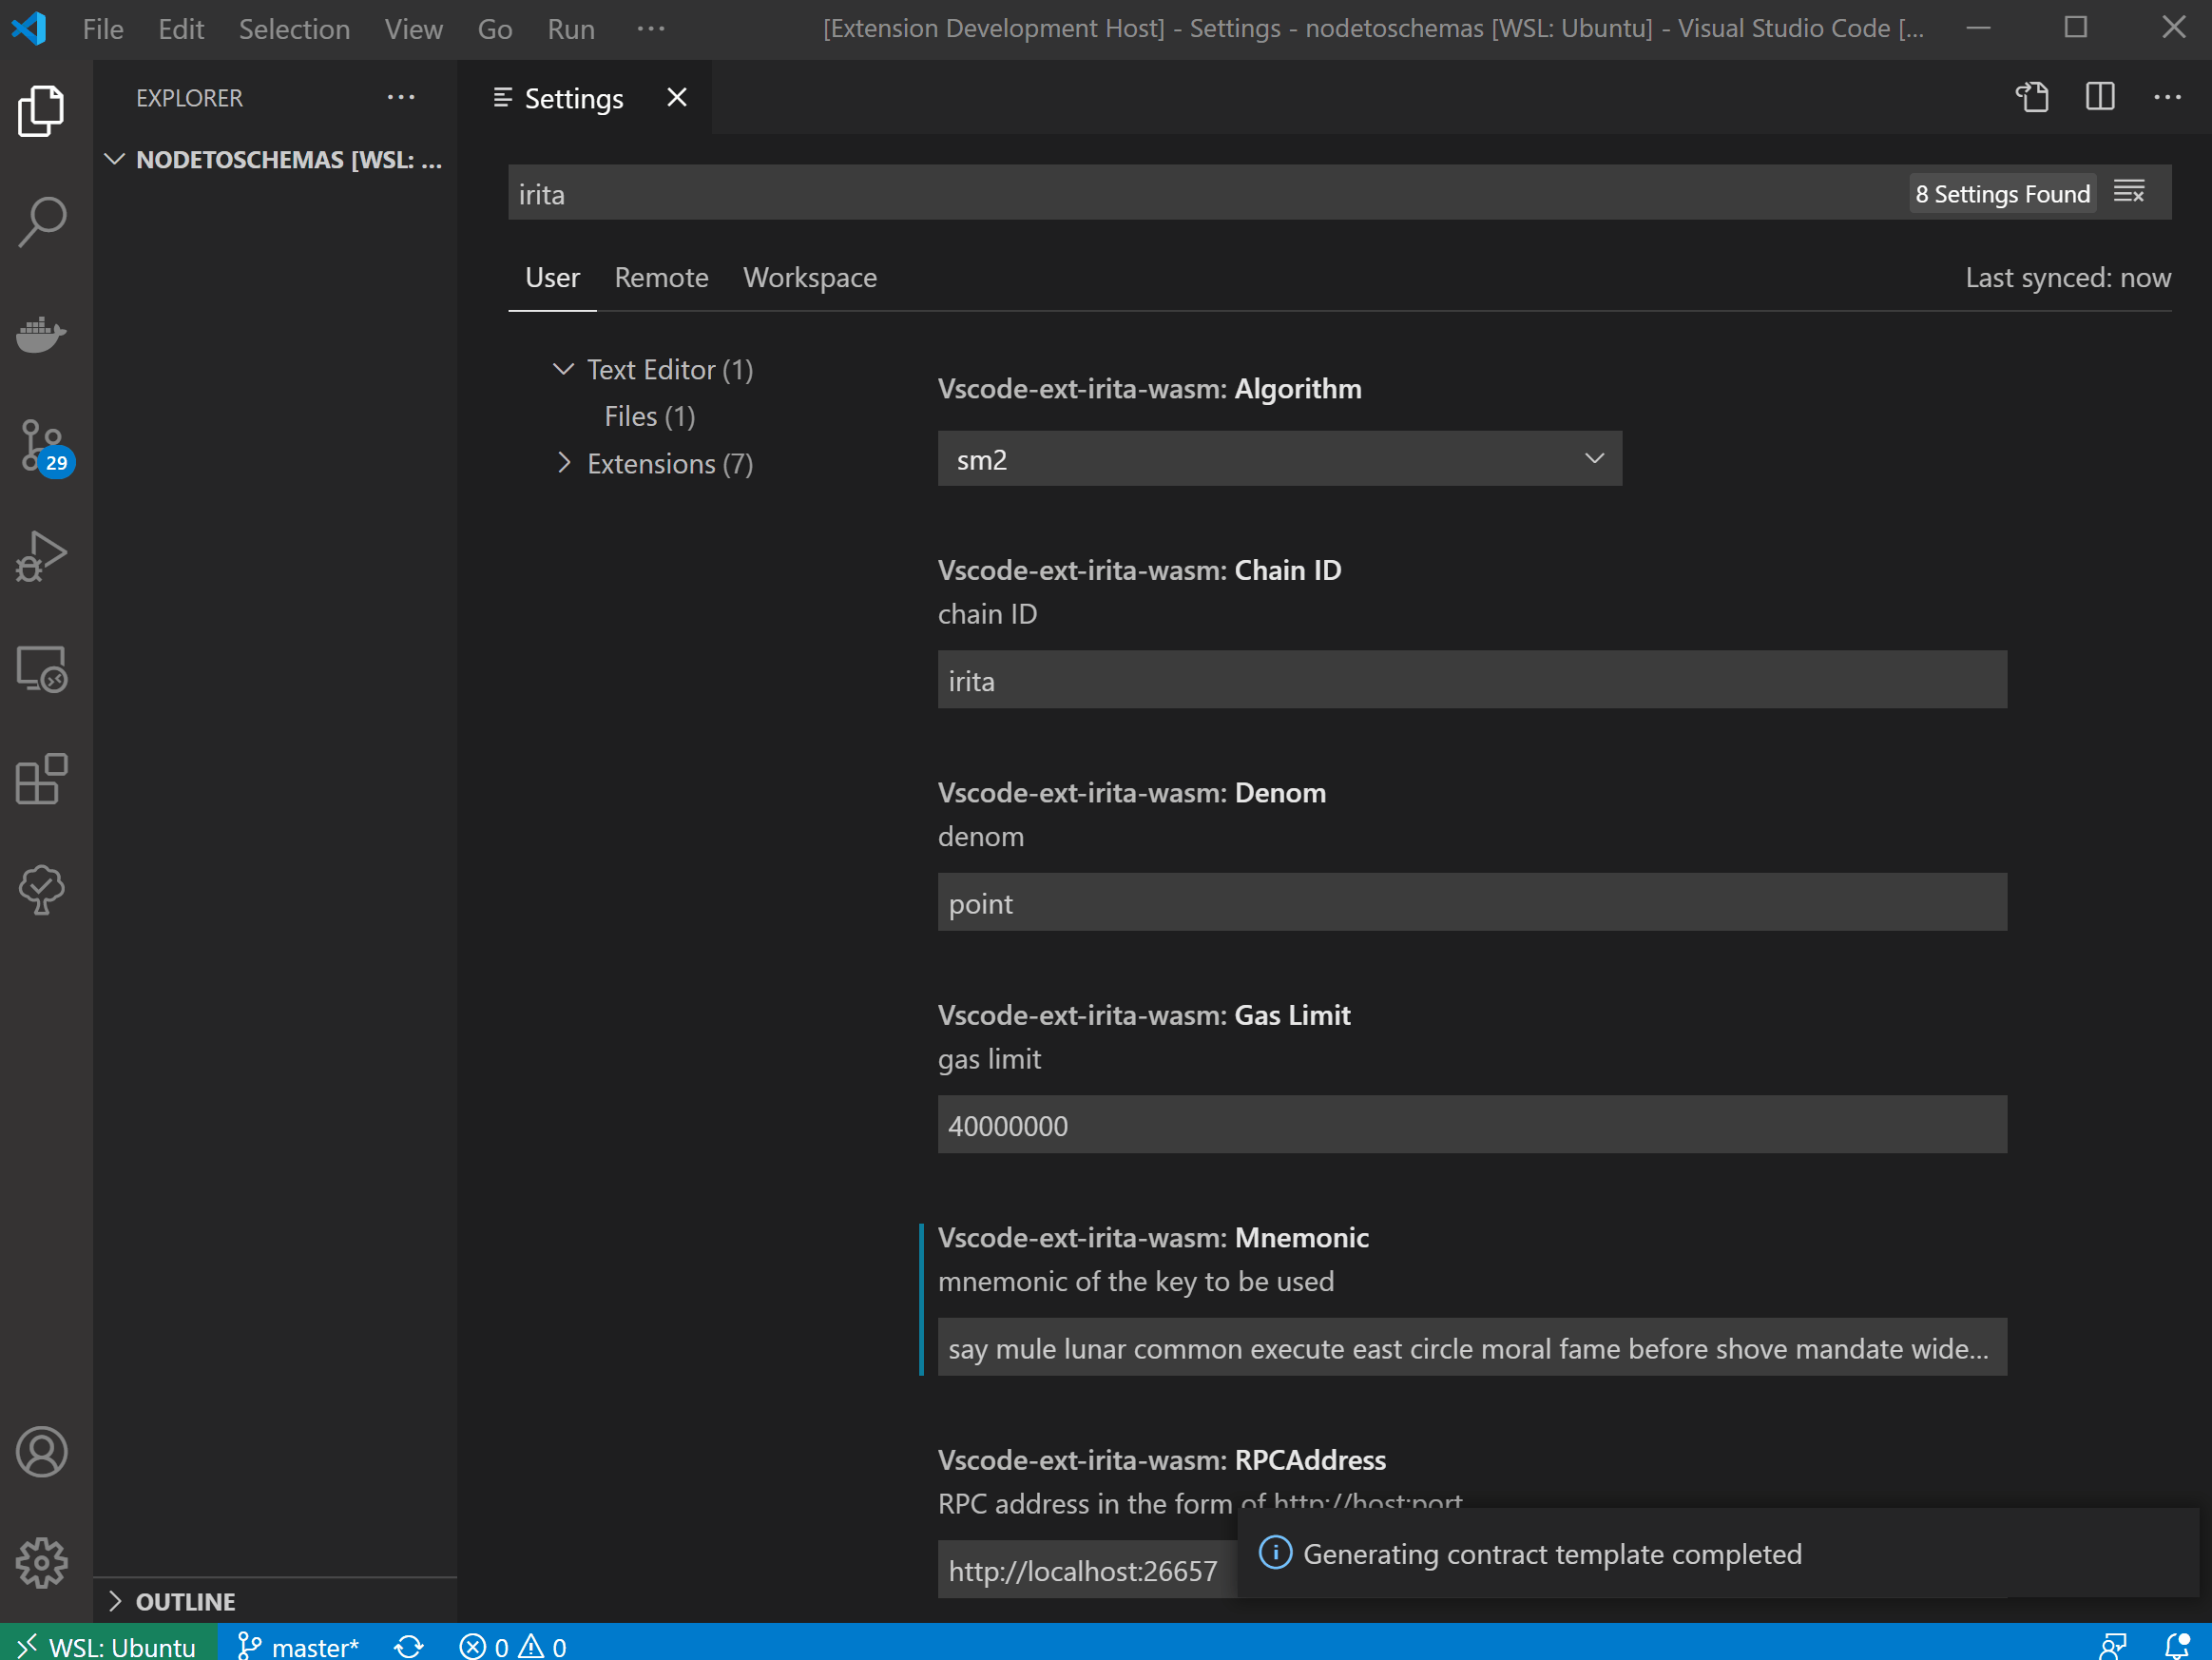 File Edit Selection View Go Run ··· [Extension Development Host] - Settings - nodetoschemas [WSL: Ubuntu] - Visual Studio Code [...
EXPLORER
NODETOSCHEMAS [WSL: ...
Settings
irita
8 Settings Found
User Remote Workspace
Last synced: now
Text Editor (1)
Files (1)
Extensions (7)
Vscode-ext-irita-wasm: Algorithm
sm2
29
Vscode-ext-irita-wasm: Chain ID
chain ID
irita
Vscode-ext-irita-wasm: Denom
denom
point
Vscode-ext-irita-wasm: Gas Limit
gas limit
40000000
Vscode-ext-irita-wasm: Mnemonic
mnemonic of the key to be used
say mule lunar common execute east circle moral fame before shove mandate wide...
Vscode-ext-irita-wasm: RPCAddress
RPC address in the form of http://host:port
http://localhost:26657
Generating contract template completed
OUTLINE
WSL: Ubuntu master* 0 0